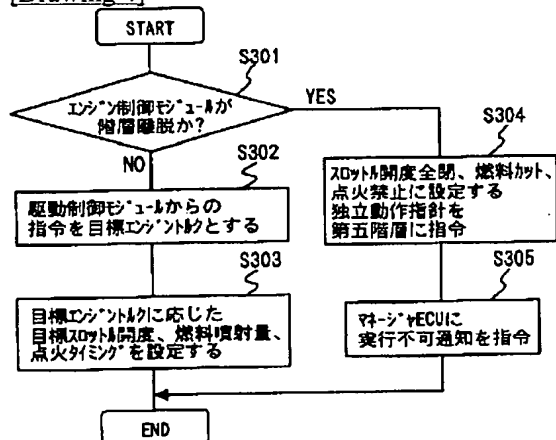 START
S301
エンジン制御モジュールが
階層離脱か?
YES
NO
S302
駆動制御モジュールからの
指令を目標エンジントルクとする
S303
目標エンジントルクに応じた
目標スロットル開度、燃料噴射量、
点火タイミングを設定する
S304
スロットル開度全閉、燃料カット、
点火禁止に設定する
独立動作指針を
第五階層に指令
S305
マネージャECUに
実行不可通知を指令
END